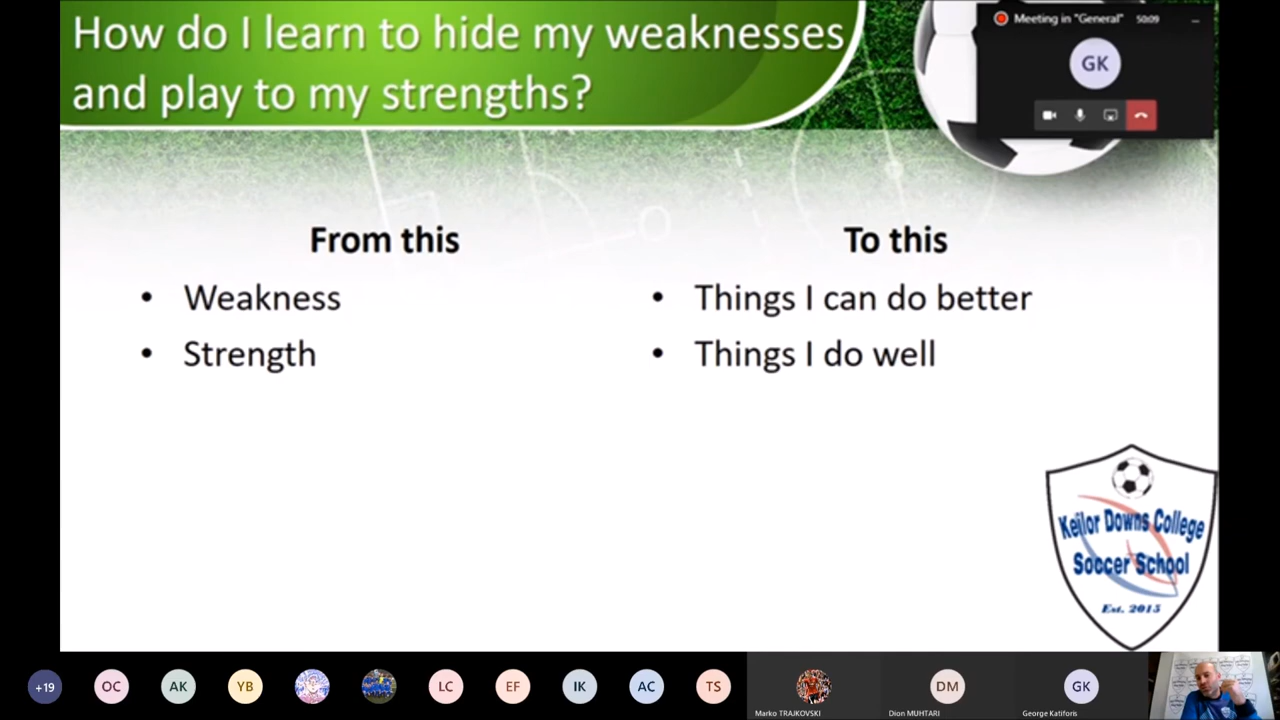 How do I learn to hide my weaknesses
and play to my strengths?
Meeting in "General" 50:09
GK
From this
• Weakness
• Strength
To this
• Things I can do better
• Things I do well
Keilor Downs College
Soccer School
Est. 2015
+19
OC
AK
YB
LC
EF
IK
AC
TS
Marko TRAJKOVSKI
DM
Dion MUHTARI
GK
George Katiforis